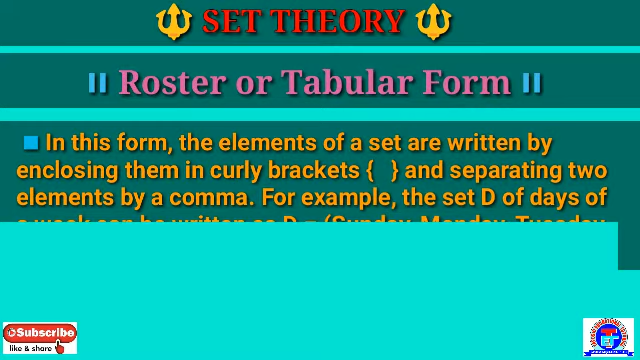 SET THEORY
Roster or Tabular Form
In this form, the elements of a set are written by
enclosing them in curly brackets { } and separating two
elements by a comma. For example, the set D of days of
a week can be written as D = {Sunday, Monday, Tuesday,
Subscribe
like & share